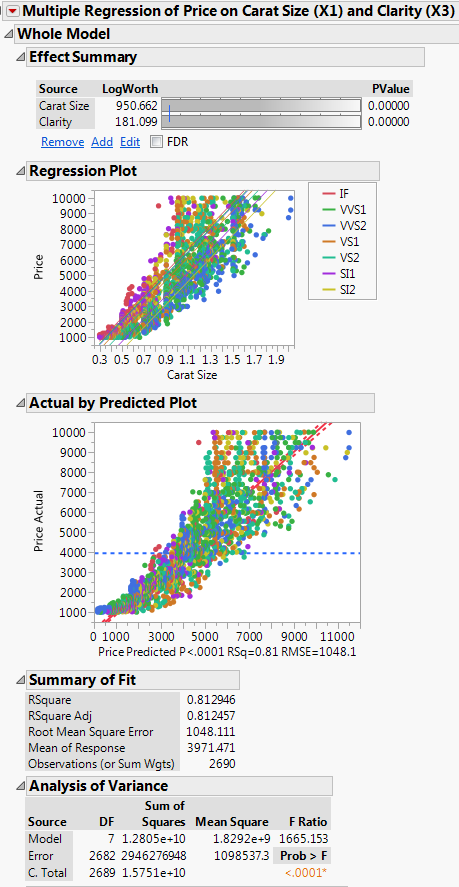 Multiple Regression of Price on Carat Size (X1) and Clarity (X3)
Whole Model
Effect Summary
Source LogWorth PValue
Carat Size 950.662 0.00000
Clarity 181.099 0.00000
Remove Add Edit FDR
Regression Plot
10000
9000
8000
7000
6000
5000
4000
3000
2000
1000
Price
0.3 0.5 0.7 0.9 1.1 1.3 1.5 1.7 1.9
Carat Size
IF
VVS1
VVS2
VS1
VS2
SI1
SI2
Actual by Predicted Plot
10000
9000
8000
7000
6000
5000
4000
3000
2000
1000
Price Actual
0 1000 3000 5000 7000 9000 11000
Price Predicted P<.0001 RSq=0.81 RMSE=1048.1
Summary of Fit
RSquare 0.812946
RSquare Adj 0.812457
Root Mean Square Error 1048.111
Mean of Response 3971.471
Observations (or Sum Wgts) 2690
Analysis of Variance
Sum of
Source DF Squares Mean Square F Ratio
Model 7 1.2805e+10 1.8292e+9 1665.153
Error 2682 2946276948 1098537.3 Prob > F
C. Total 2689 1.5751e+10 <.0001*